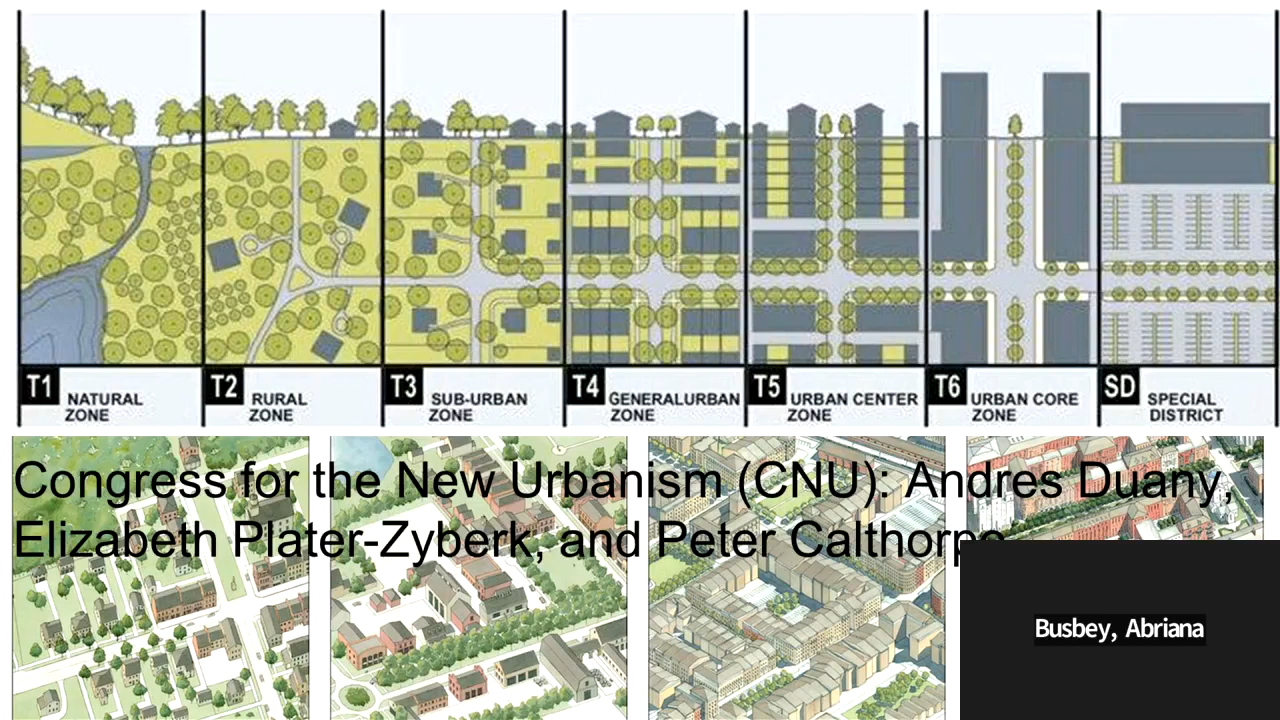 T1 NATURAL
ZONE
T2 RURAL
ZONE
T3 SUB-URBAN
ZONE
T4 GENERALURBAN
ZONE
T5 URBAN CENTER
ZONE
T6 URBAN CORE
ZONE
SD SPECIAL
DISTRICT
Congress for the New Urbanism (CNU): Andres Duany,
Elizabeth Plater-Zyberk, and Peter Calthorpe
Busbey, Abriana